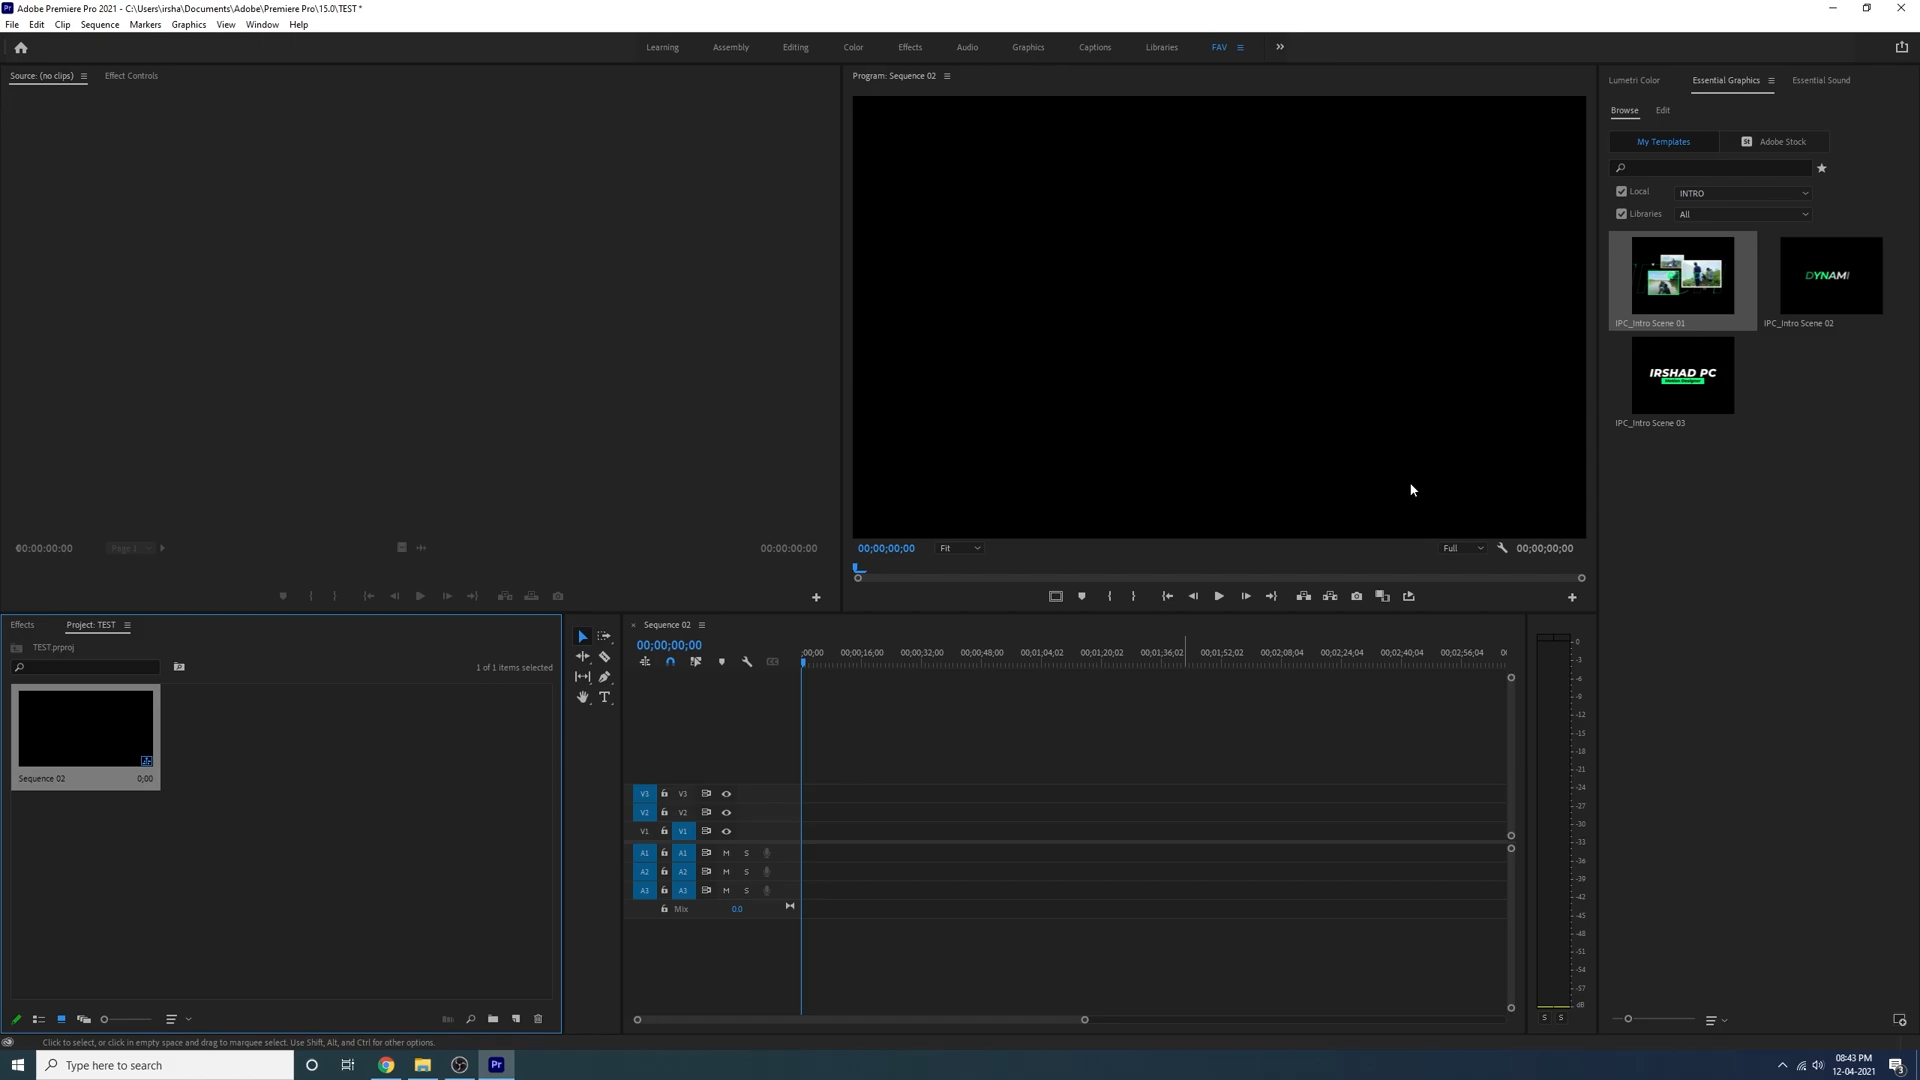 Adobe Premiere Pro 2021 - C:\Users\irsha\Documents\Adobe\Premiere Pro\15.0\TEST *
File Edit Clip Sequence Markers Graphics View Window Help
Learning Assembly Editing Color Effects Audio Graphics Captions Libraries FAV
Source: (no clips) Effect Controls
Program: Sequence 02
Lumetri Color Essential Graphics Essential Sound
Browse Edit
My Templates St Adobe Stock
Local INTRO
Libraries All
DYNAMI
IPC_Intro Scene 01 IPC_Intro Scene 02
IRSHAD PC
Motion Designer
IPC_Intro Scene 03
00:00:00:00 Page 1 00:00:00:00
00;00;00;00 Fit Full 00;00;00;00
Effects Project: TEST
TEST.prproj
1 of 1 items selected
Sequence 02 0;00
Sequence 02
00;00;00;00
;00;00 00;00;16;00 00;00;32;00 00;00;48;00 00;01;04;02 00;01;20;02 00;01;36;02 00;01;52;02 00;02;08;04 00;02;24;04 00;02;40;04 00;02;56;04
V3 V3
V2 V2
V1 V1
A1 A1 M S
A2 A2 M S
A3 A3 M S
Mix 0.0
0
-3
-6
-9
-12
-15
-18
-21
-24
-27
-30
-33
-36
-39
-42
-45
-48
-51
-54
-57
dB
S S
Click to select, or click in empty space and drag to marquee select. Use Shift, Alt, and Ctrl for other options.
Type here to search
Pr
08:43 PM
12-04-2021
3